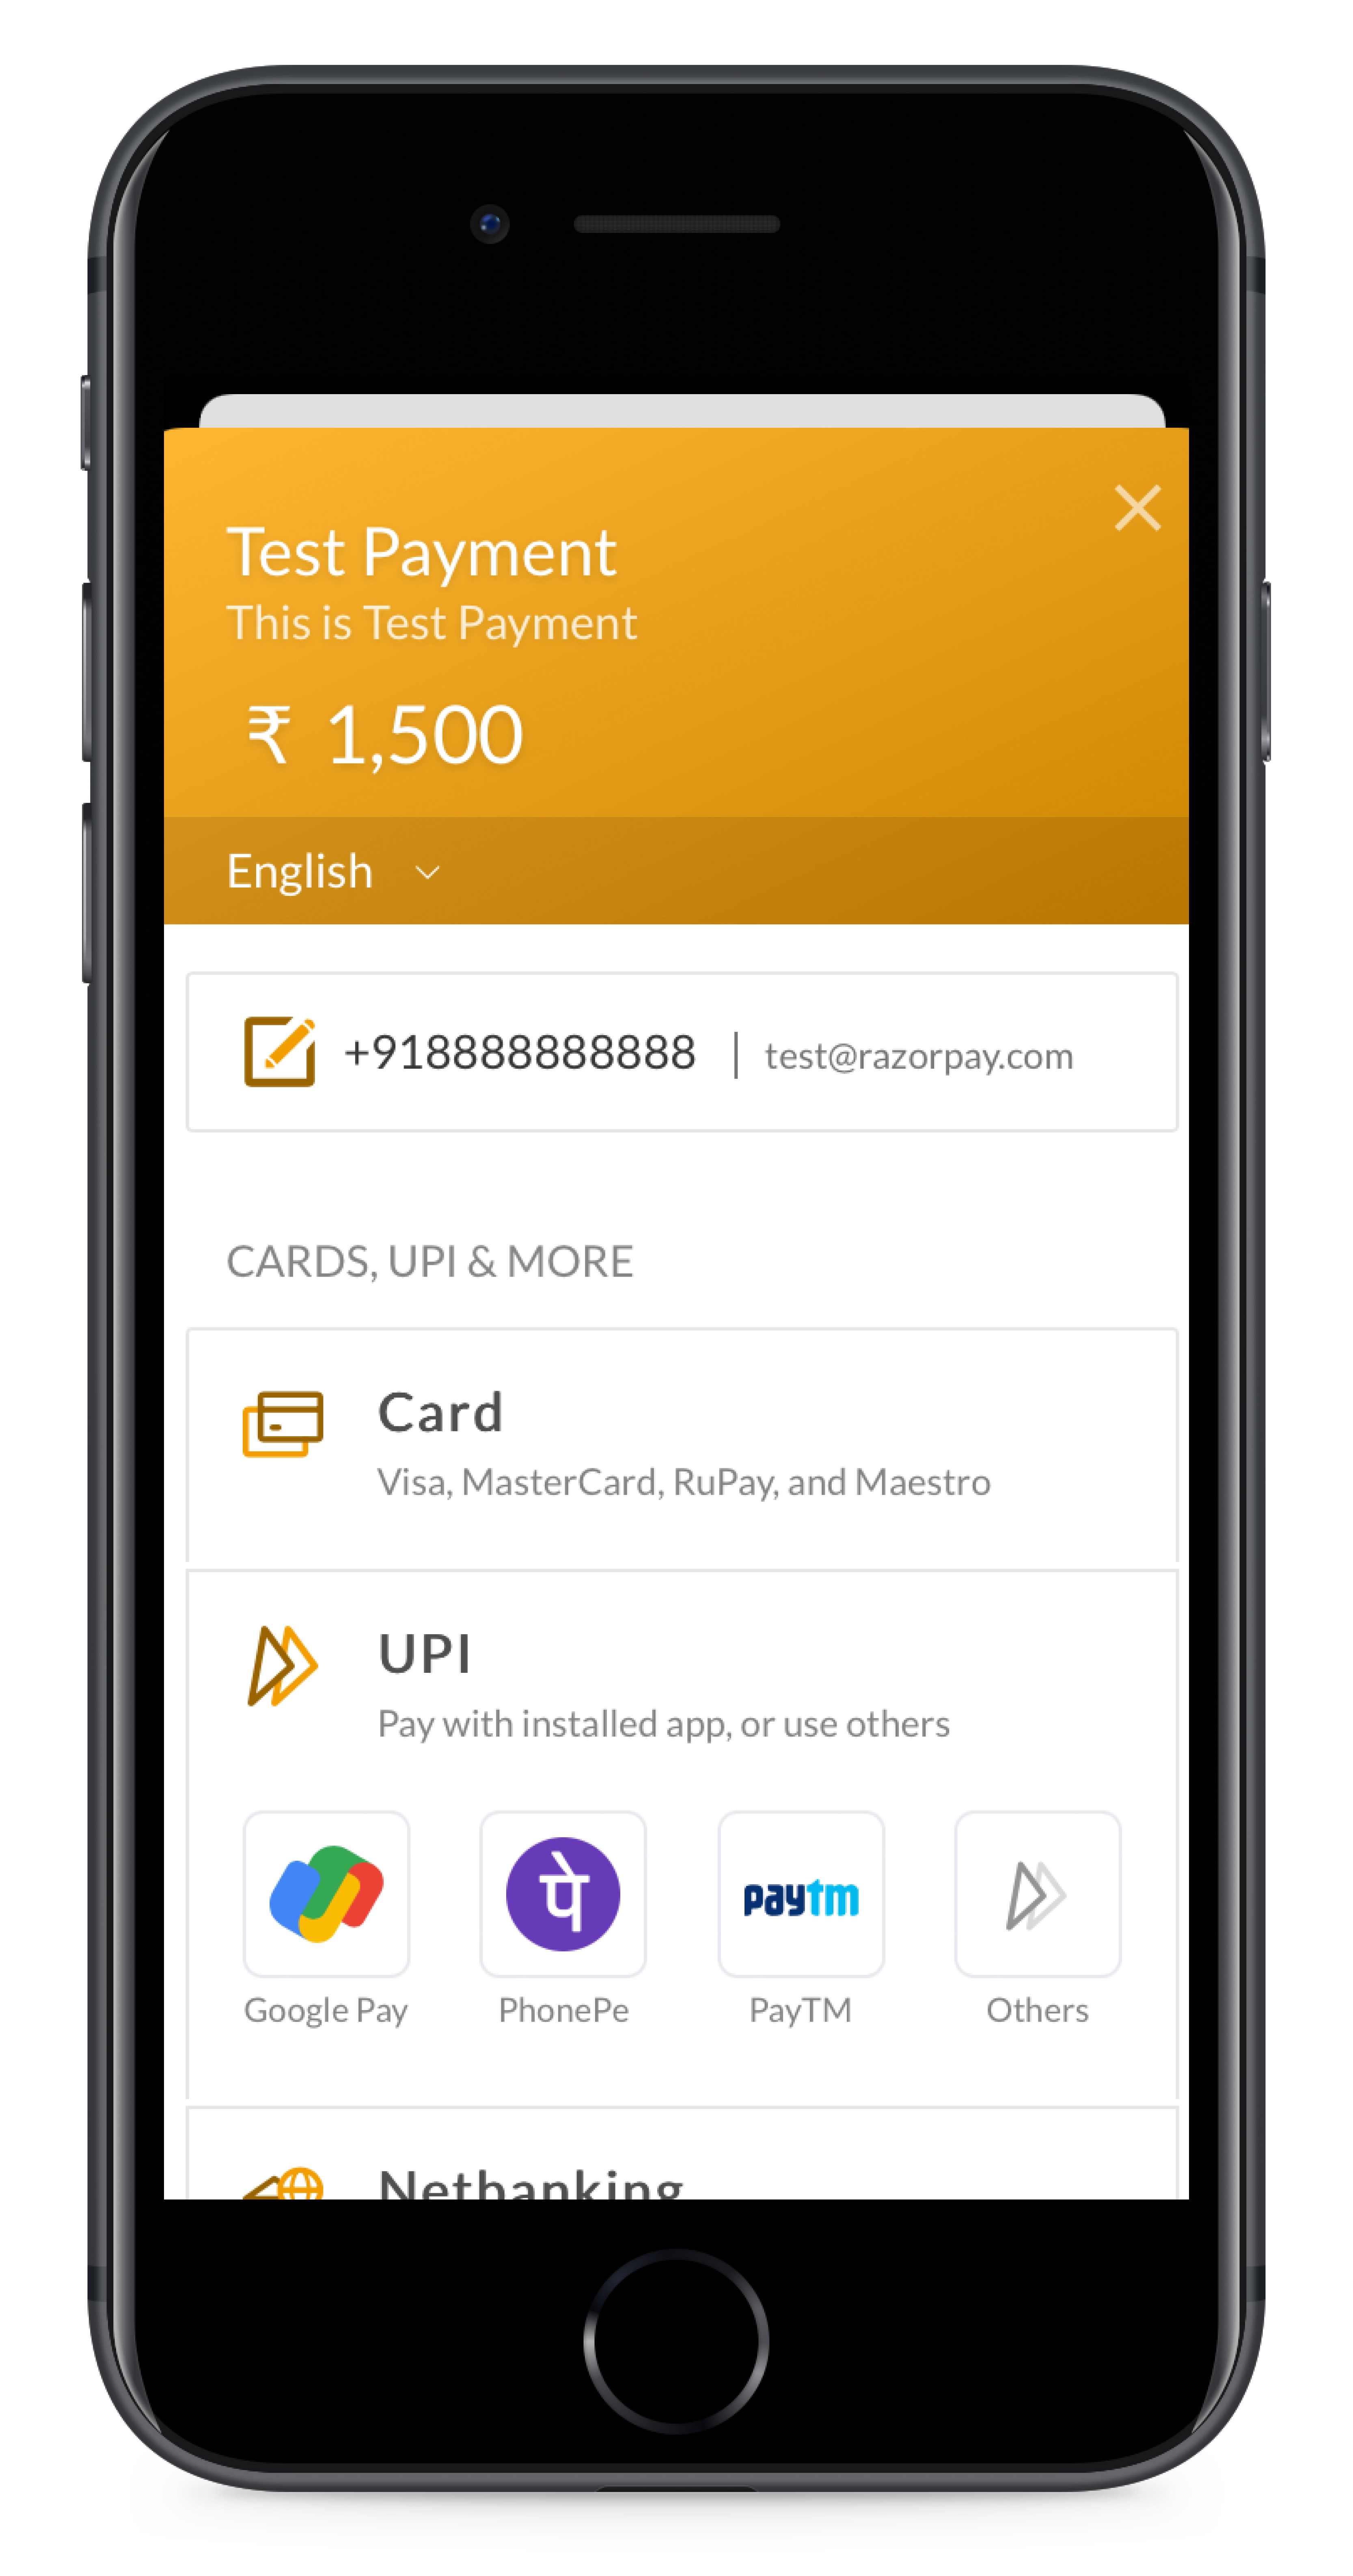 Test Payment
This is Test Payment
₹ 1,500
English
+918888888888 | test@razorpay.com
CARDS, UPI & MORE
Card
Visa, MasterCard, RuPay, and Maestro
UPI
Pay with installed app, or use others
पे
paytm
Google Pay
PhonePe
PayTM
Others
Netbanking